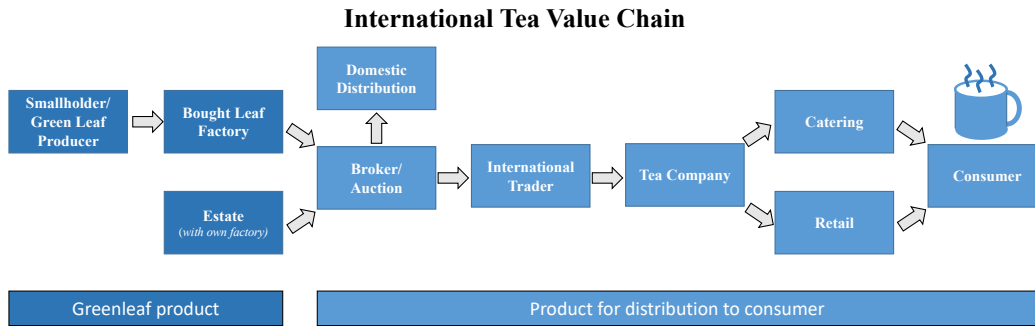 International Tea Value Chain
Domestic
Distribution
Smallholder/
Green Leaf
Producer
Bought Leaf
Factory
Catering
Broker/
Auction
International
Trader
Tea Company
Consumer
Estate
(with own factory)
Retail
Greenleaf product
Product for distribution to consumer